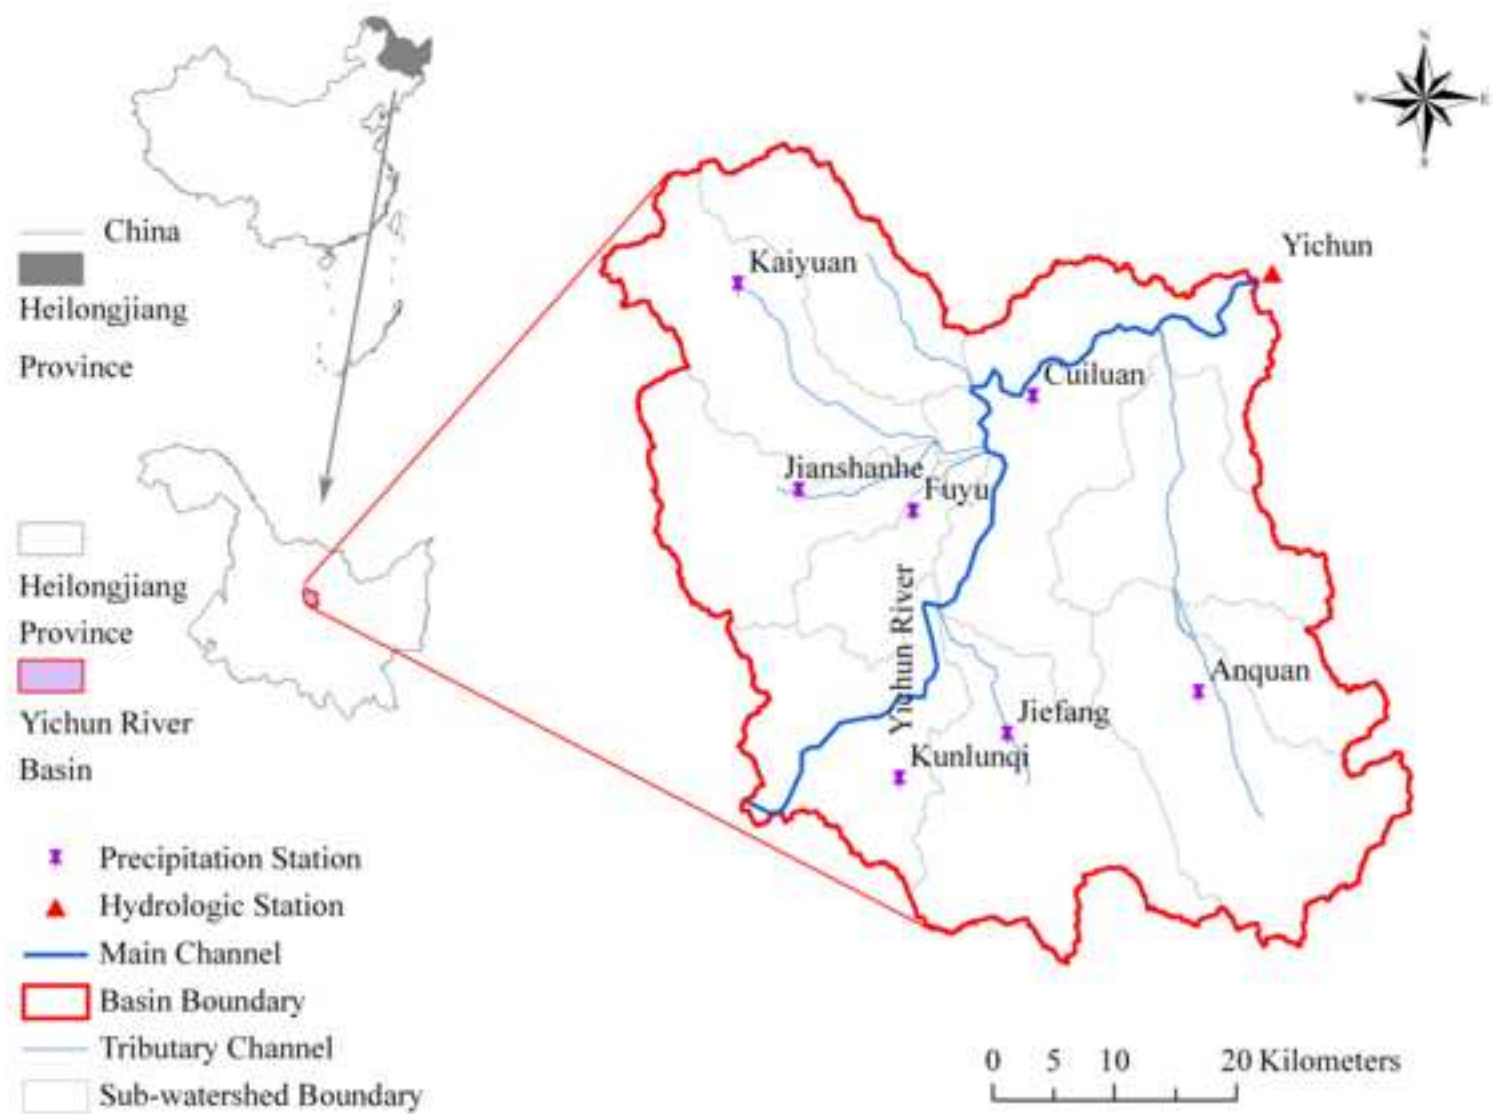 N
W
E
S
China
Heilongjiang
Province
Heilongjiang
Province
Yichun River
Basin
Precipitation Station
Hydrologic Station
Main Channel
Basin Boundary
Tributary Channel
Sub-watershed Boundary
Yichun
Kaiyuan
Cuiluan
Jianshanhe
Fuyu
Yichun River
Anquan
Jiefang
Kunlunqi
0 5 10 20 Kilometers